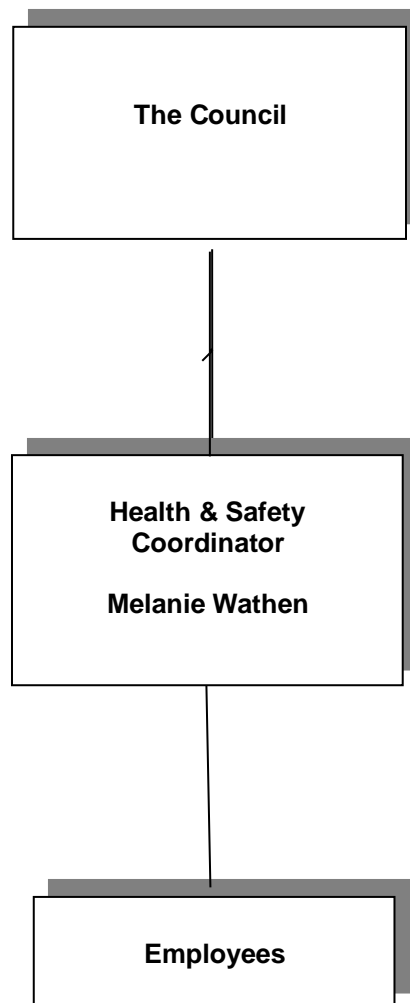 The Council
Health & Safety
Coordinator
Melanie Wathen
Employees